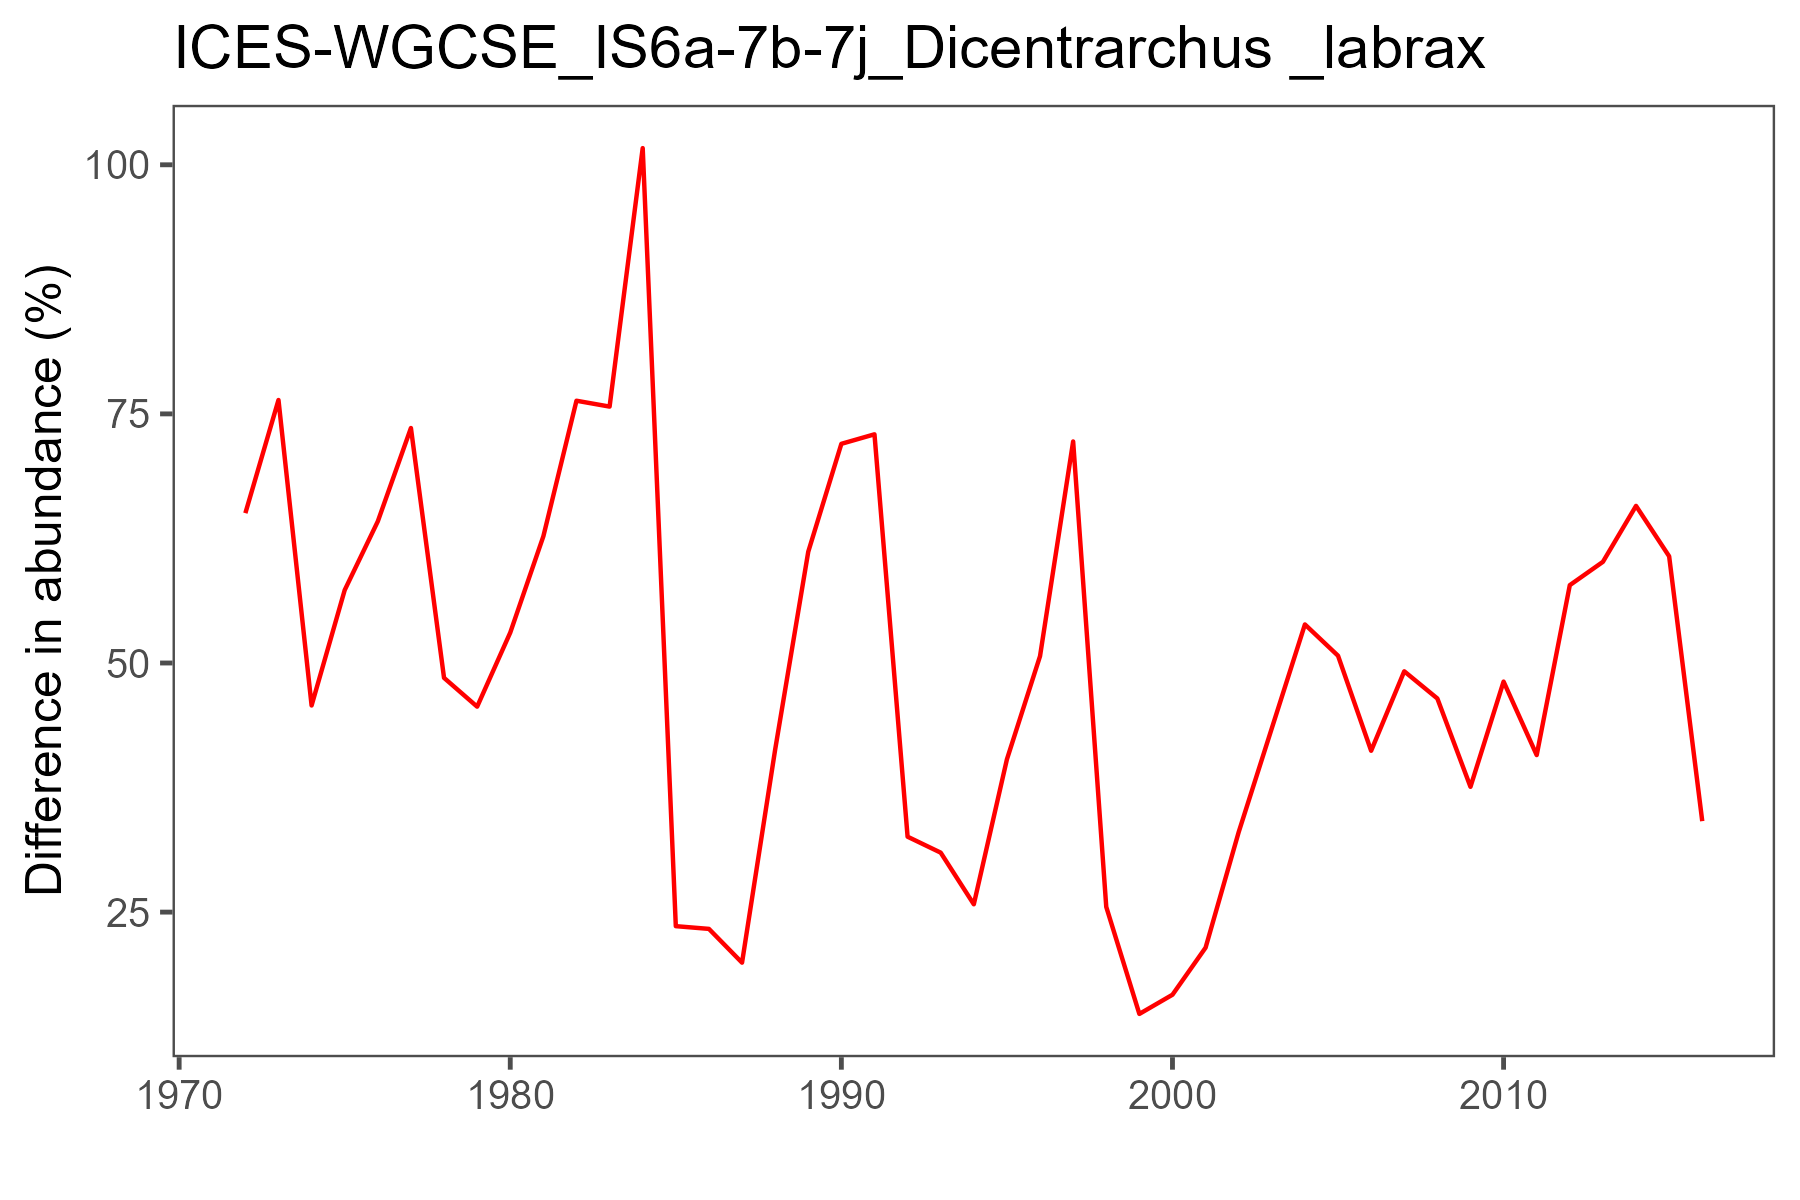 ICES-WGCSE_IS6a-7b-7j_Dicentrarchus _labrax
Difference in abundance (%)
100
75
50
25
1970 1980 1990 2000 2010